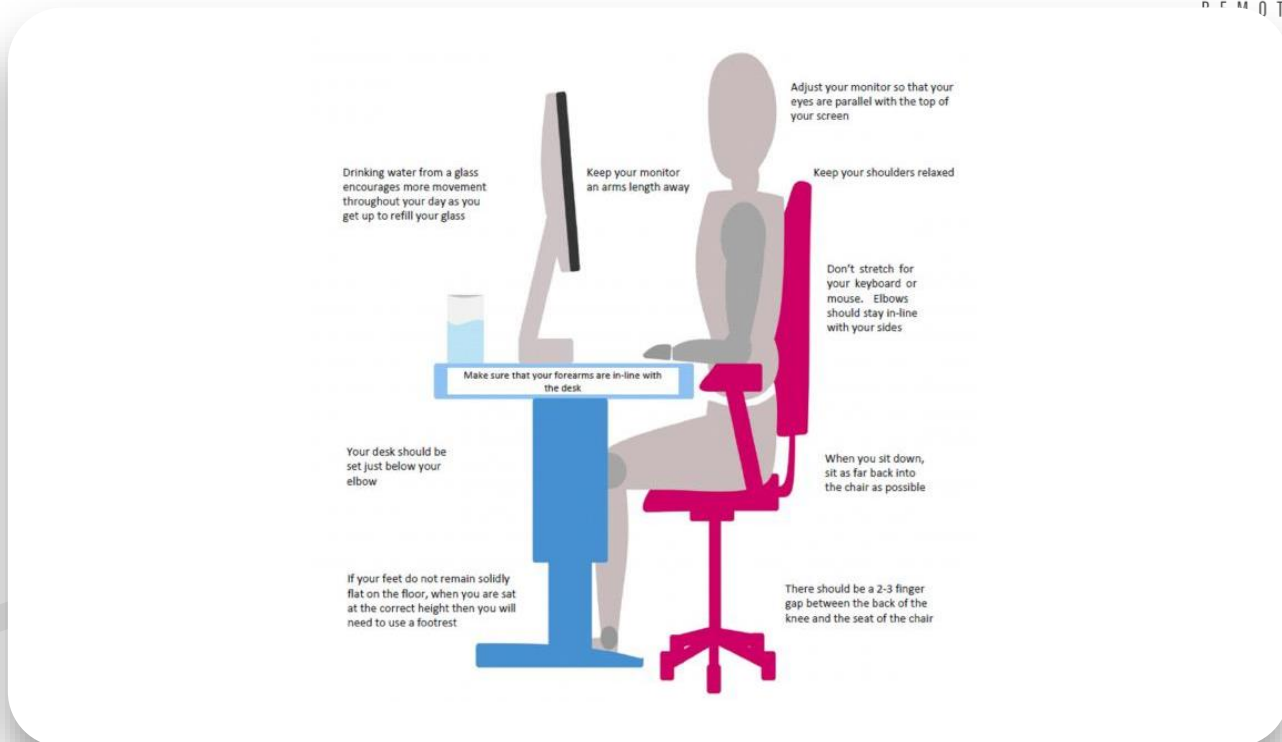 Adjust your monitor so that your
eyes are parallel with the top of
your screen
Drinking water from a glass
encourages more movement
throughout your day as you
get up to refill your glass
Keep your monitor
an arms length away
Keep your shoulders relaxed
Don't stretch for
your keyboard or
mouse. Elbows
should stay in-line
with your sides
Make sure that your forearms are in-line with
the desk
Your desk should be
set just below your
elbow
When you sit down,
sit as far back into
the chair as possible
If your feet do not remain solidly
flat on the floor, when you are sat
at the correct height then you will
need to use a footrest
There should be a 2-3 finger
gap between the back of the
knee and the seat of the chair